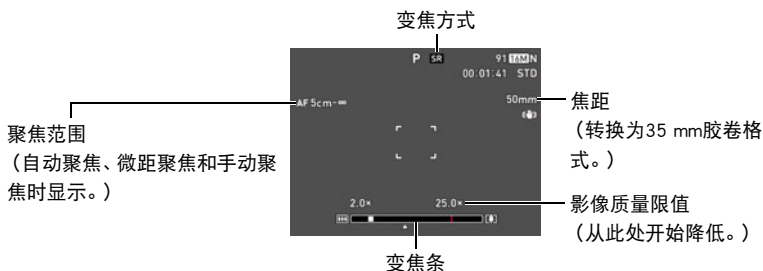 变焦方式
P SR 91 16M N
00:01:41 STD
AF 5cm-∞
50mm
聚焦范围
（自动聚焦、微距聚焦和手动聚
焦时显示。）
焦距
（转换为35 mm胶卷格
式。）
2.0× 25.0×
影像质量限值
（从此处开始降低。）
变焦条